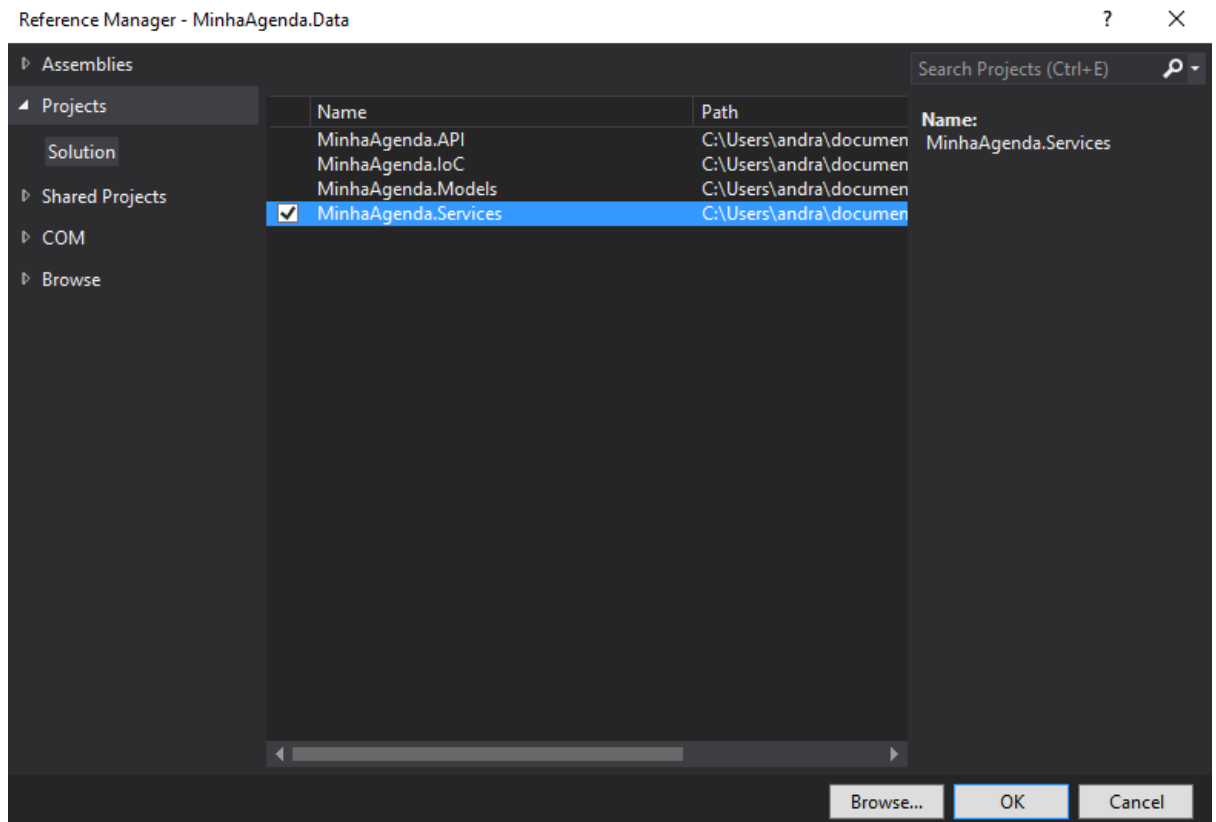 Reference Manager - MinhaAgenda.Data
?
Assemblies
Projects
Solution
Shared Projects
COM
Browse
Name Path
MinhaAgenda.API C:\Users\andra\documen
MinhaAgenda.IoC C:\Users\andra\documen
MinhaAgenda.Models C:\Users\andra\documen
MinhaAgenda.Services C:\Users\andra\documen
Search Projects (Ctrl+E)
Name:
MinhaAgenda.Services
Browse... OK Cancel